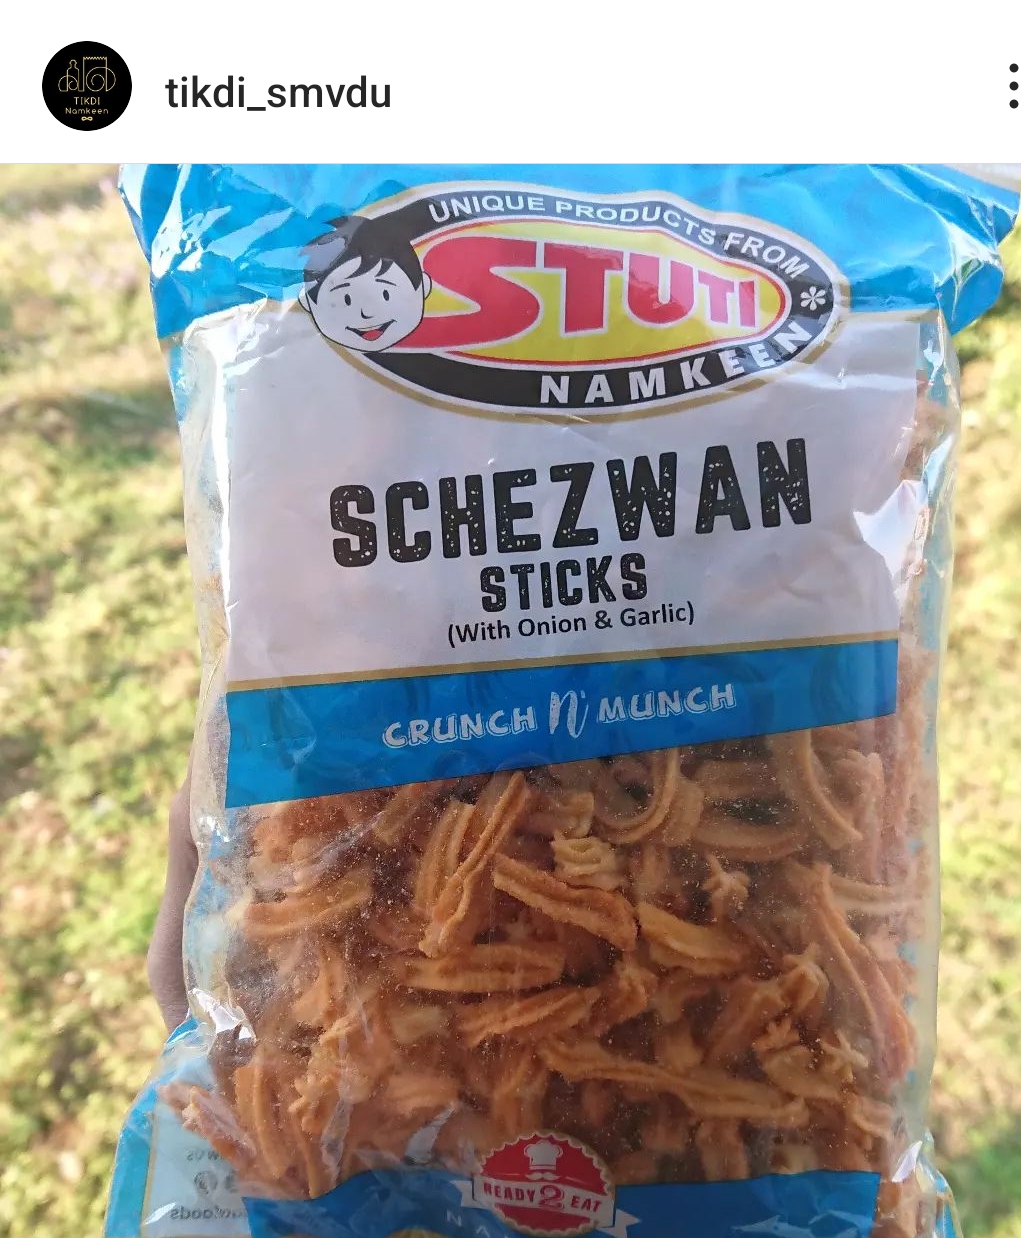 TIKDI
Namkeen
tikdi_smvdu
UNIQUE PRODUCTS FROM
STUTI
NAMKEEN
SCHEZWAN
STICKS
(With Onion & Garlic)
CRUNCH N' MUNCH
READY 2 EAT